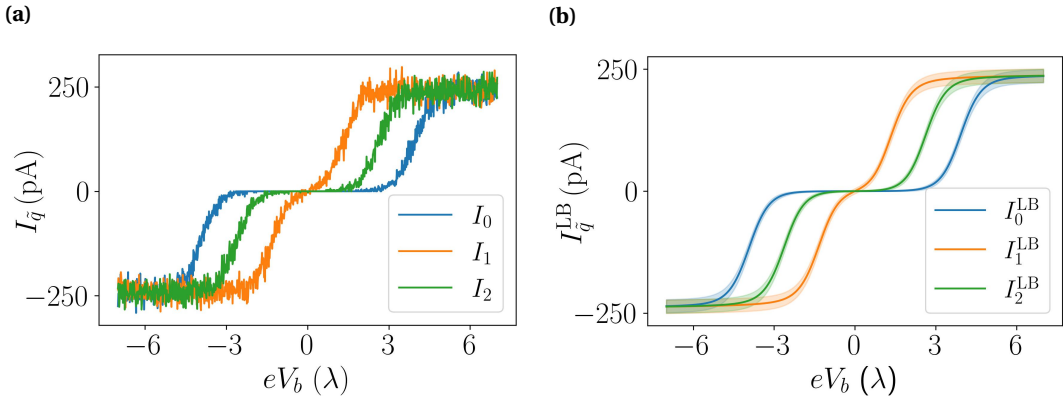 (a)
250
0
−250
I_q̃ (pA)
I_0
I_1
I_2
−6 −3 0 3 6
eV_b (λ)
(b)
250
0
−250
I_q̃^LB (pA)
I_0^LB
I_1^LB
I_2^LB
−6 −3 0 3 6
eV_b (λ)